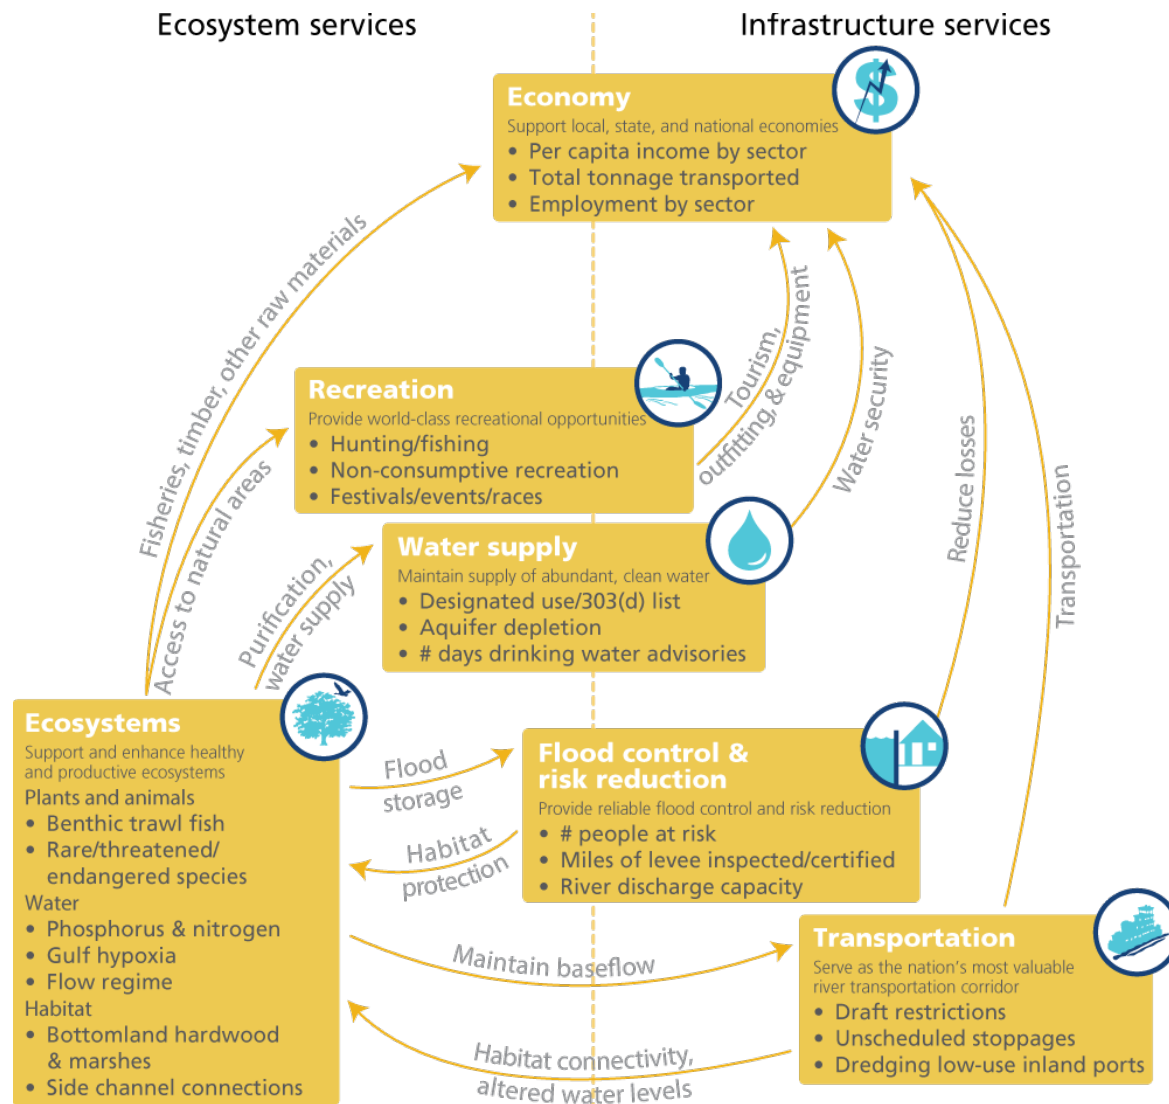 Ecosystem services
Infrastructure services
Economy
Support local, state, and national economies
• Per capita income by sector
• Total tonnage transported
• Employment by sector
Fisheries, timber, other raw materials
Access to natural areas
Recreation
Provide world-class recreational opportunities
• Hunting/fishing
• Non-consumptive recreation
• Festivals/events/races
Tourism,
outfitting, & equipment
Water security
Reduce losses
Transportation
Purification,
water supply
Water supply
Maintain supply of abundant, clean water
• Designated use/303(d) list
• Aquifer depletion
• # days drinking water advisories
Ecosystems
Support and enhance healthy
and productive ecosystems
Plants and animals
• Benthic trawl fish
• Rare/threatened/
endangered species
Water
• Phosphorus & nitrogen
• Gulf hypoxia
• Flow regime
Habitat
• Bottomland hardwood
& marshes
• Side channel connections
Flood
storage
Habitat
protection
Flood control &
risk reduction
Provide reliable flood control and risk reduction
• # people at risk
• Miles of levee inspected/certified
• River discharge capacity
Maintain baseflow
Habitat connectivity,
altered water levels
Transportation
Serve as the nation's most valuable
river transportation corridor
• Draft restrictions
• Unscheduled stoppages
• Dredging low-use inland ports